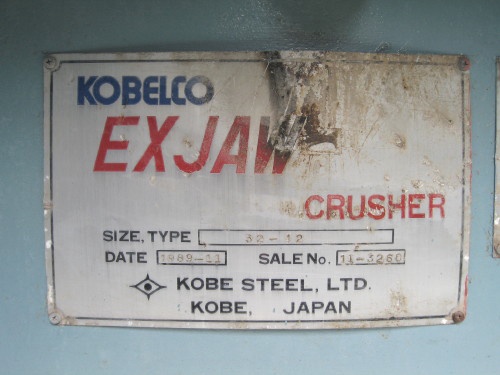 KOBELCO
EXJAW
CRUSHER
SIZE, TYPE 32-12
DATE 1989-11 SALE No. 11-3260
KOBE STEEL, LTD.
KOBE, JAPAN